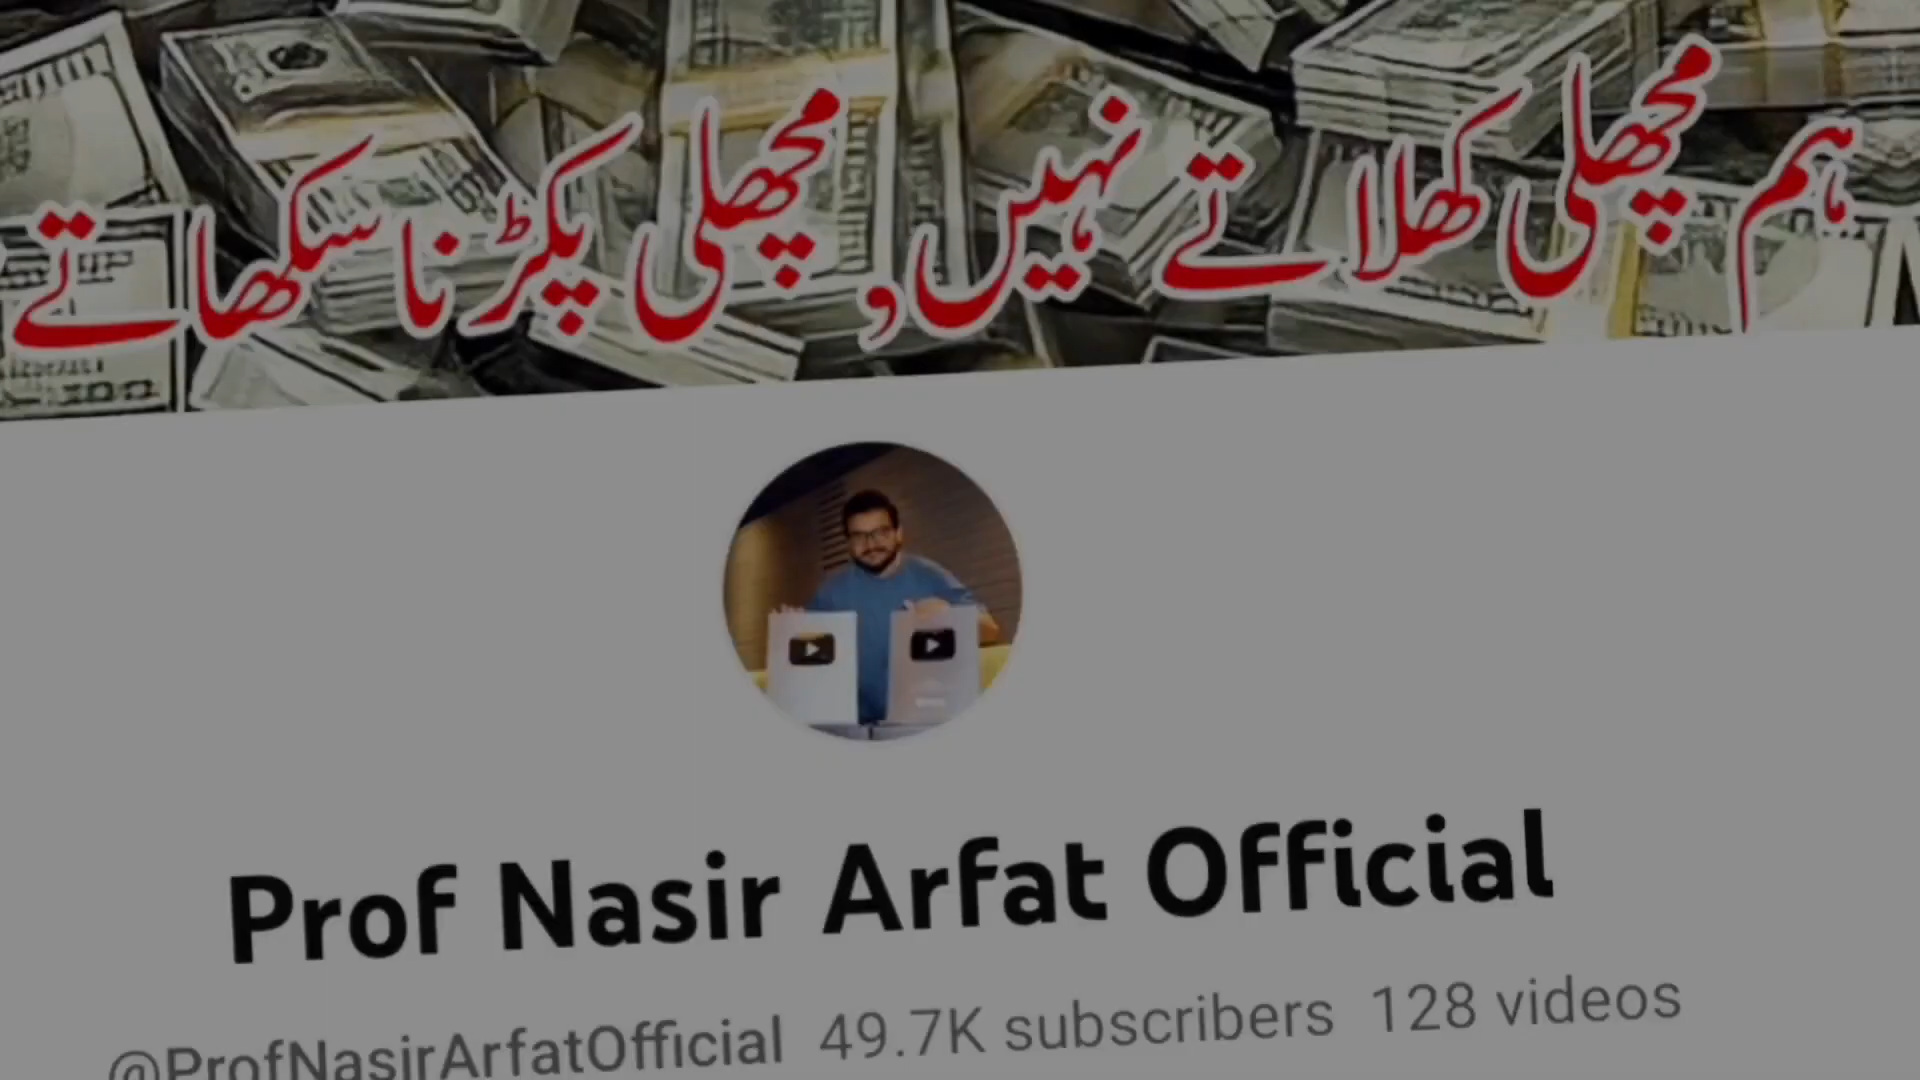 ہم مچھلی کھلاتے نہیں, مچھلی پکڑنا سکھاتے
Prof Nasir Arfat Official
@ProfNasirArfatOfficial 49.7K subscribers 128 videos